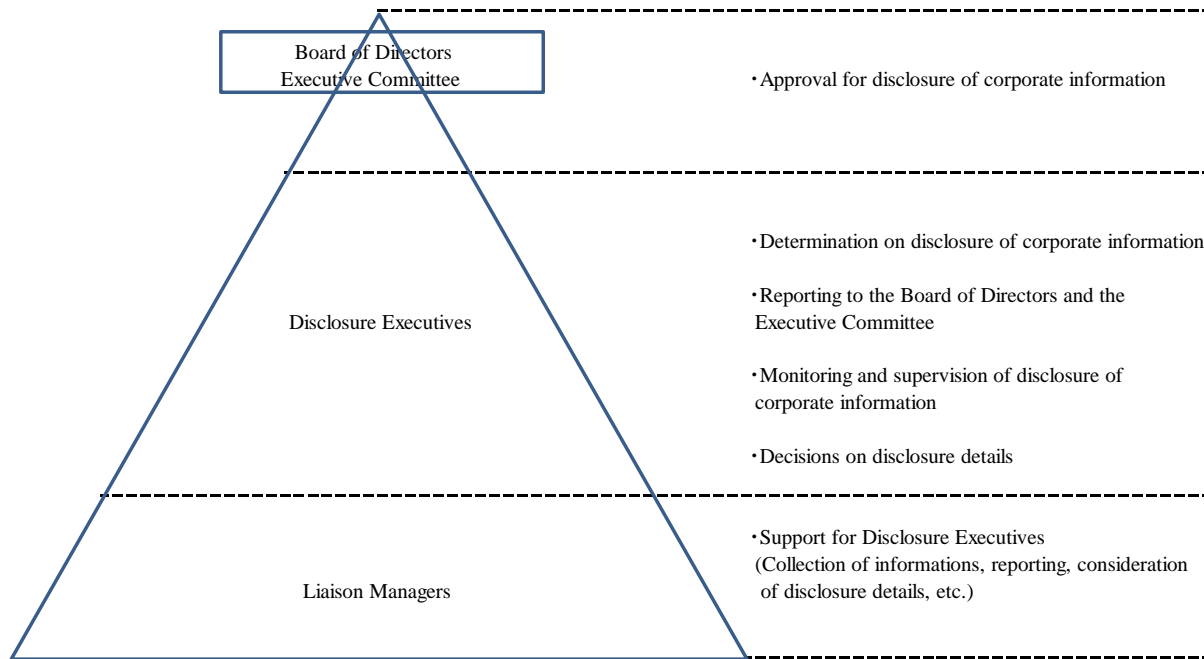 Board of Directors
Executive Committee
・Approval for disclosure of corporate information
・Determination on disclosure of corporate information
・Reporting to the Board of Directors and the
Executive Committee
Disclosure Executives
・Monitoring and supervision of disclosure of
corporate information
・Decisions on disclosure details
・Support for Disclosure Executives
(Collection of informations, reporting, consideration
of disclosure details, etc.)
Liaison Managers